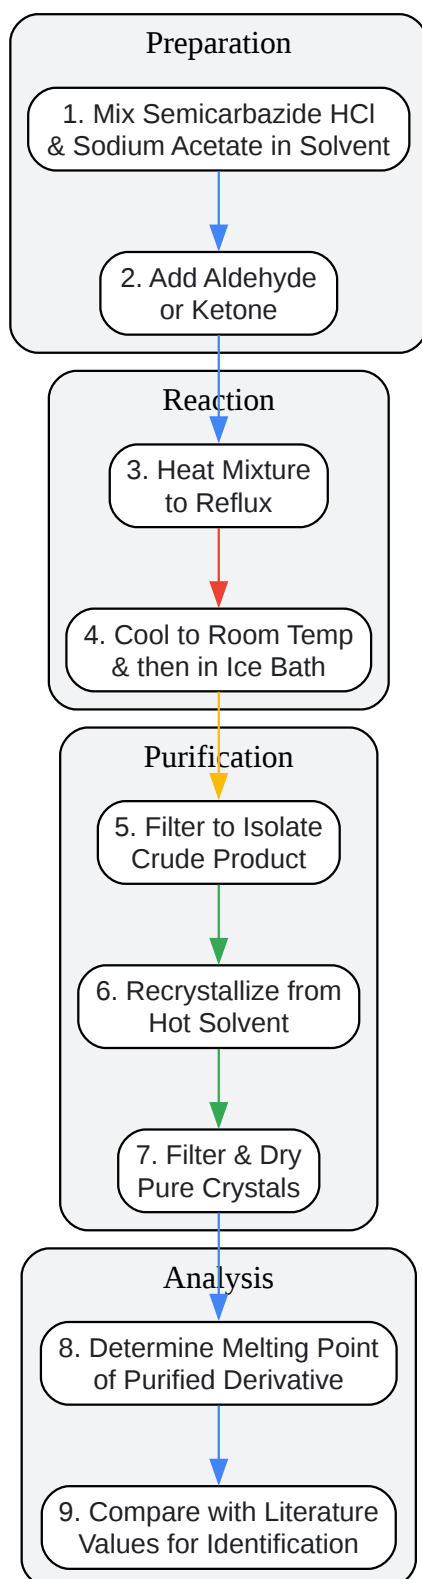 Preparation
1. Mix Semicarbazide HCl
& Sodium Acetate in Solvent
2. Add Aldehyde
or Ketone
Reaction
3. Heat Mixture
to Reflux
4. Cool to Room Temp
& then in Ice Bath
Purification
5. Filter to Isolate
Crude Product
6. Recrystallize from
Hot Solvent
7. Filter & Dry
Pure Crystals
Analysis
8. Determine Melting Point
of Purified Derivative
9. Compare with Literature
Values for Identification